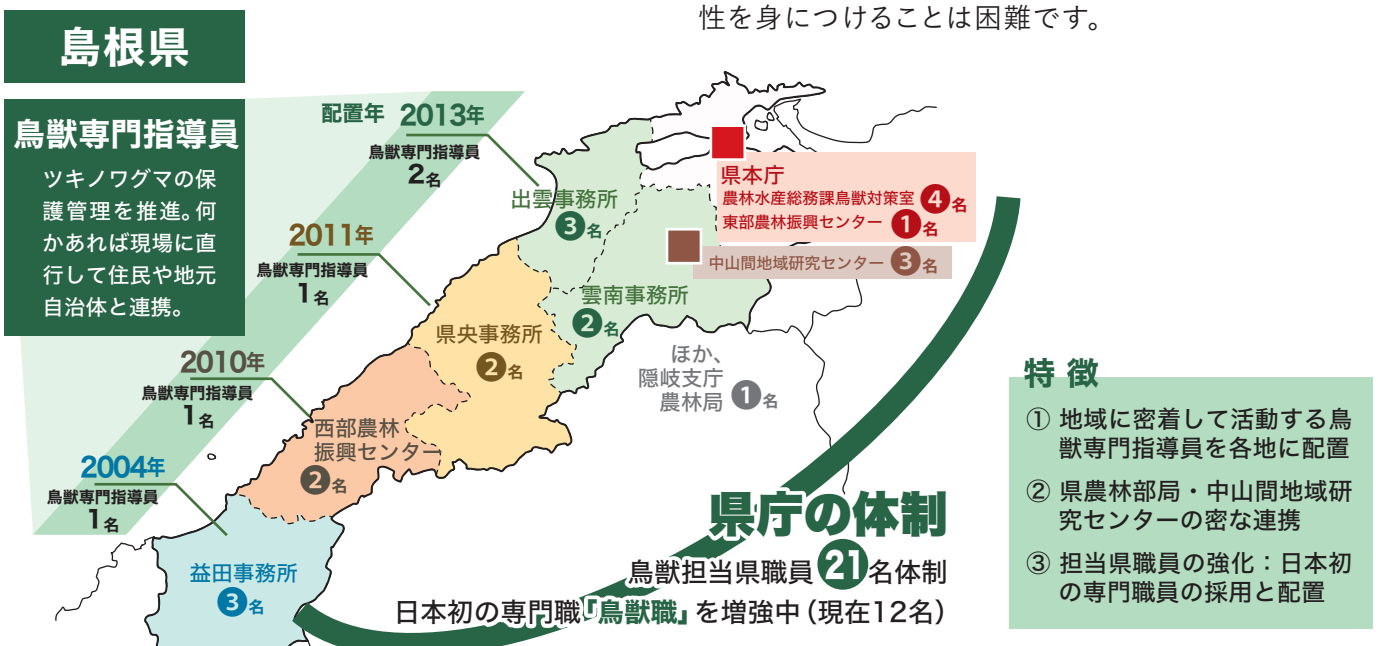 性を身につけることは困難です。
島根県
鳥獣専門指導員
ツキノワグマの保
護管理を推進。何
かあれば現場に直
行して住民や地元
自治体と連携。
配置年 2013年
鳥獣専門指導員
2名
2011年
鳥獣専門指導員
1名
2010年
鳥獣専門指導員
1名
2004年
鳥獣専門指導員
1名
出雲事務所
3名
県本庁
農林水産総務課鳥獣対策室 4名
東部農林振興センター 1名
中山間地域研究センター 3名
雲南事務所
2名
県央事務所
2名
ほか、
隠岐支庁
農林局 1名
西部農林
振興センター
2名
益田事務所
3名
県庁の体制
鳥獣担当県職員21名体制
日本初の専門職「鳥獣職」を増強中（現在12名）
特徴
① 地域に密着して活動する鳥
獣専門指導員を各地に配置
② 県農林部局・中山間地域研
究センターの密な連携
③ 担当県職員の強化：日本初
の専門職員の採用と配置